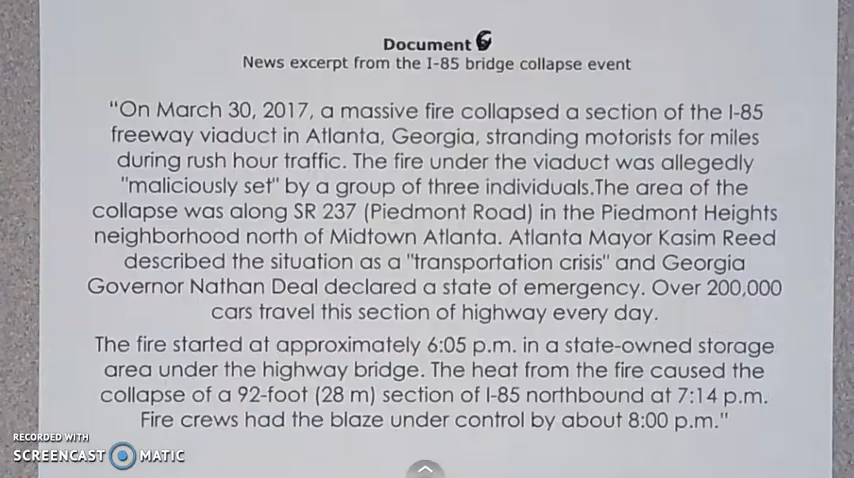 Document
News excerpt from the I-85 bridge collapse event
"On March 30, 2017, a massive fire collapsed a section of the I-85
freeway viaduct in Atlanta, Georgia, stranding motorists for miles
during rush hour traffic. The fire under the viaduct was allegedly
"maliciously set" by a group of three individuals.The area of the
collapse was along SR 237 (Piedmont Road) in the Piedmont Heights
neighborhood north of Midtown Atlanta. Atlanta Mayor Kasim Reed
described the situation as a "transportation crisis" and Georgia
Governor Nathan Deal declared a state of emergency. Over 200,000
cars travel this section of highway every day.
The fire started at approximately 6:05 p.m. in a state-owned storage
area under the highway bridge. The heat from the fire caused the
collapse of a 92-foot (28 m) section of I-85 northbound at 7:14 p.m.
Fire crews had the blaze under control by about 8:00 p.m."
RECORDED WITH
SCREENCAST MATIC